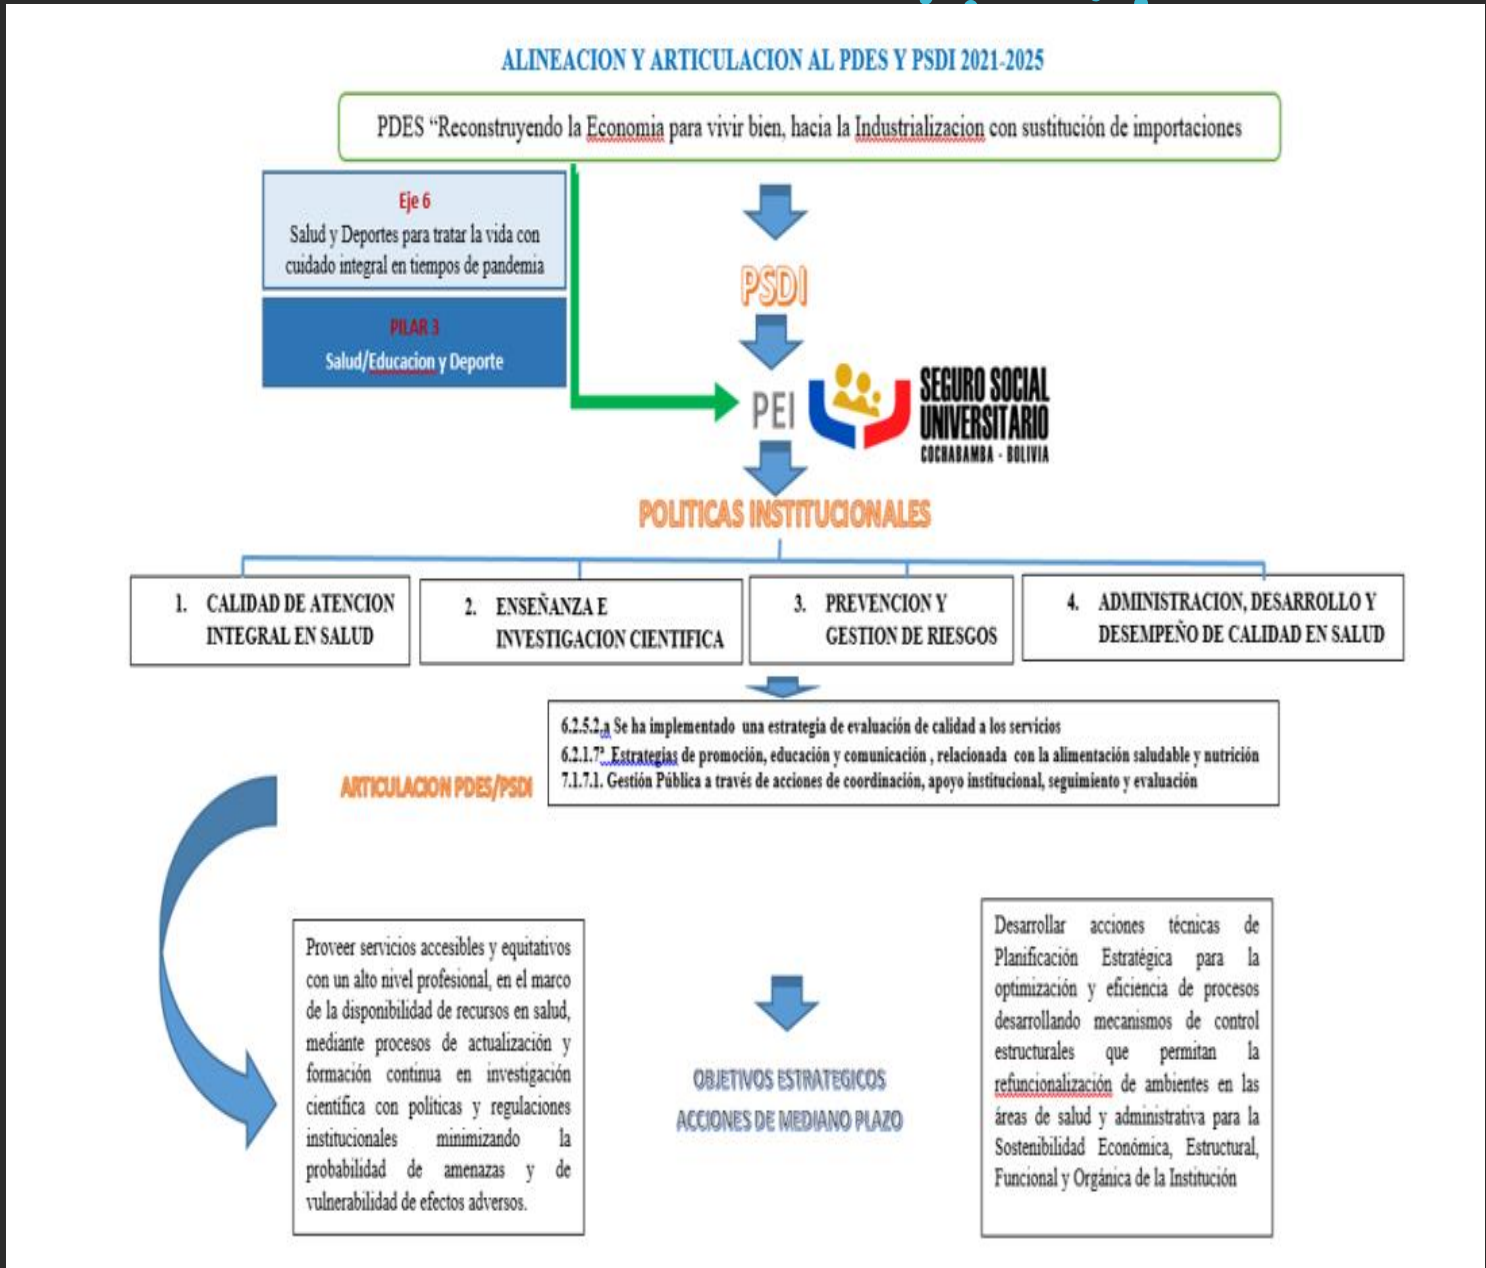 ALINEACION Y ARTICULACION AL PDES Y PSDI 2021-2025
PDES “Reconstruyendo la Economia para vivir bien, hacia la Industrializacion con sustitución de importaciones
Eje 6
Salud y Deportes para tratar la vida con
cuidado integral en tiempos de pandemia
PILAR 3
Salud/Educacion y Deporte
PSDI
PEI
SEGURO SOCIAL
UNIVERSITARIO
COCHABAMBA - BOLIVIA
POLITICAS INSTITUCIONALES
1. CALIDAD DE ATENCION
INTEGRAL EN SALUD
2. ENSEÑANZA E
INVESTIGACION CIENTIFICA
3. PREVENCION Y
GESTION DE RIESGOS
4. ADMINISTRACION, DESARROLLO Y
DESEMPEÑO DE CALIDAD EN SALUD
6.2.5.2.a Se ha implementado una estrategia de evaluación de calidad a los servicios
6.2.1.7ª Estrategias de promoción, educación y comunicación , relacionada con la alimentación saludable y nutrición
7.1.7.1. Gestión Pública a través de acciones de coordinación, apoyo institucional, seguimiento y evaluación
ARTICULACION PDES/PSDI
Proveer servicios accesibles y equitativos
con un alto nivel profesional, en el marco
de la disponibilidad de recursos en salud,
mediante procesos de actualización y
formación continua en investigación
científica con políticas y regulaciones
institucionales minimizando la
probabilidad de amenazas y de
vulnerabilidad de efectos adversos.
OBJETIVOS ESTRATEGICOS
ACCIONES DE MEDIANO PLAZO
Desarrollar acciones técnicas de
Planificación Estratégica para la
optimización y eficiencia de procesos
desarrollando mecanismos de control
estructurales que permitan la
refuncionalización de ambientes en las
áreas de salud y administrativa para la
Sostenibilidad Económica, Estructural,
Funcional y Orgánica de la Institución